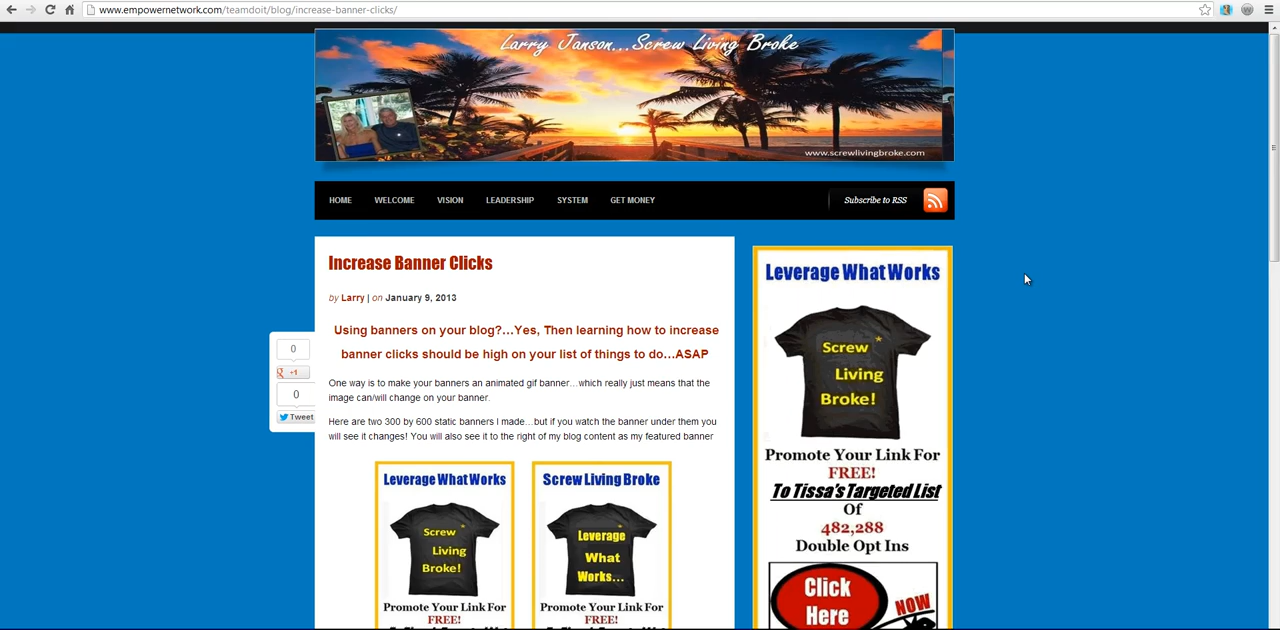 www.empowernetwork.com/teamdoit/blog/increase-banner-clicks/
Larry Janson...Screw Living Broke
www.screwlivingbroke.com
HOME
WELCOME
VISION
LEADERSHIP
SYSTEM
GET MONEY
Subscribe to RSS
Increase Banner Clicks
by Larry | on January 9, 2013
Using banners on your blog?...Yes, Then learning how to increase
banner clicks should be high on your list of things to do...ASAP
0
+1
0
Tweet
One way is to make your banners an animated gif banner...which really just means that the
image can/will change on your banner.
Here are two 300 by 600 static banners I made...but if you watch the banner under them you
will see it changes! You will also see it to the right of my blog content as my featured banner
Leverage What Works
Screw *
Living
Broke!
Promote Your Link For
FREE!
Screw Living Broke
*
Leverage
What
Works...
Promote Your Link For
FREE!
Leverage What Works
Screw *
Living
Broke!
Promote Your Link For
FREE!
To Tissa's Targeted List
Of
482,288
Double Opt Ins
Click
Here
NOW